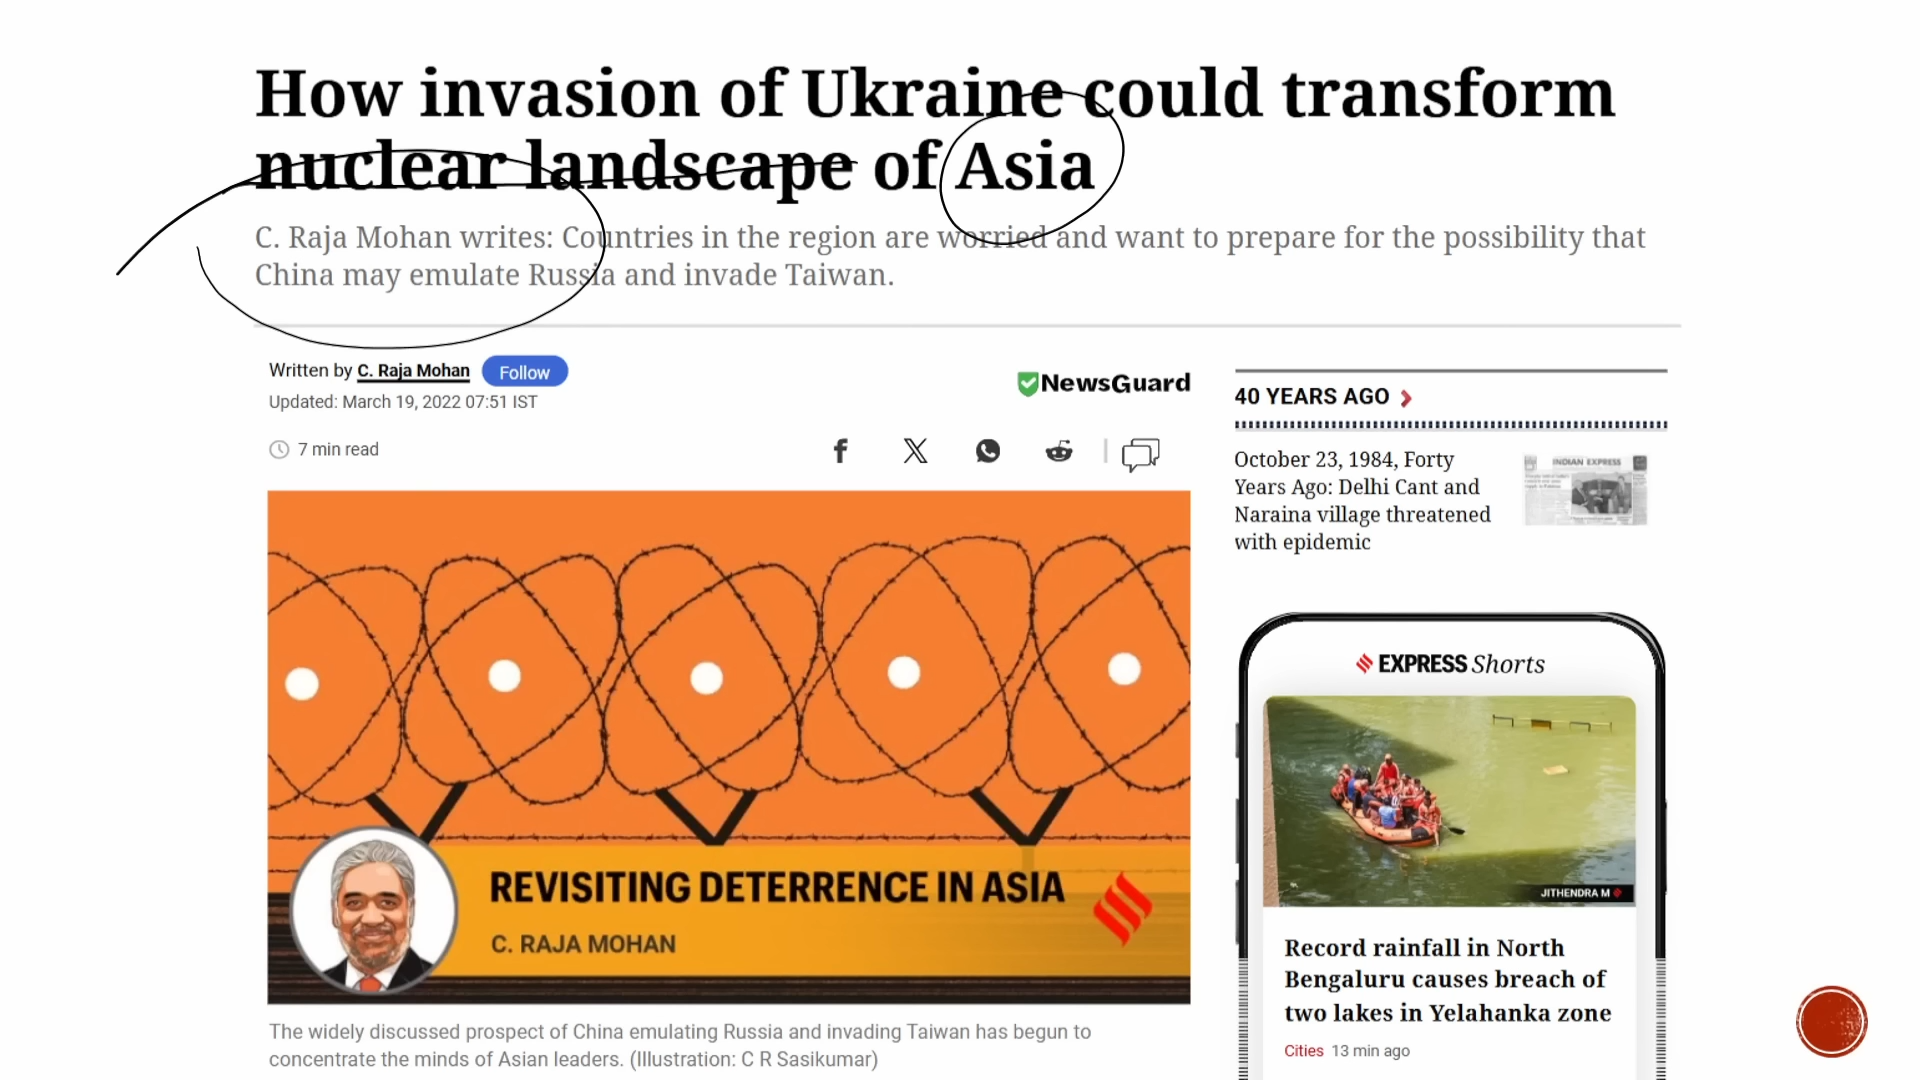 How invasion of Ukraine could transform
nuclear landscape of Asia
C. Raja Mohan writes: Countries in the region are worried and want to prepare for the possibility that
China may emulate Russia and invade Taiwan.
Written by C. Raja Mohan Follow
Updated: March 19, 2022 07:51 IST
7 min read
NewsGuard
REVISITING DETERRENCE IN ASIA
C. RAJA MOHAN
The widely discussed prospect of China emulating Russia and invading Taiwan has begun to
concentrate the minds of Asian leaders. (Illustration: C R Sasikumar)
40 YEARS AGO
October 23, 1984, Forty
Years Ago: Delhi Cant and
Naraina village threatened
with epidemic
INDIAN EXPRESS
EXPRESS Shorts
JITHENDRA M
Record rainfall in North
Bengaluru causes breach of
two lakes in Yelahanka zone
Cities 13 min ago